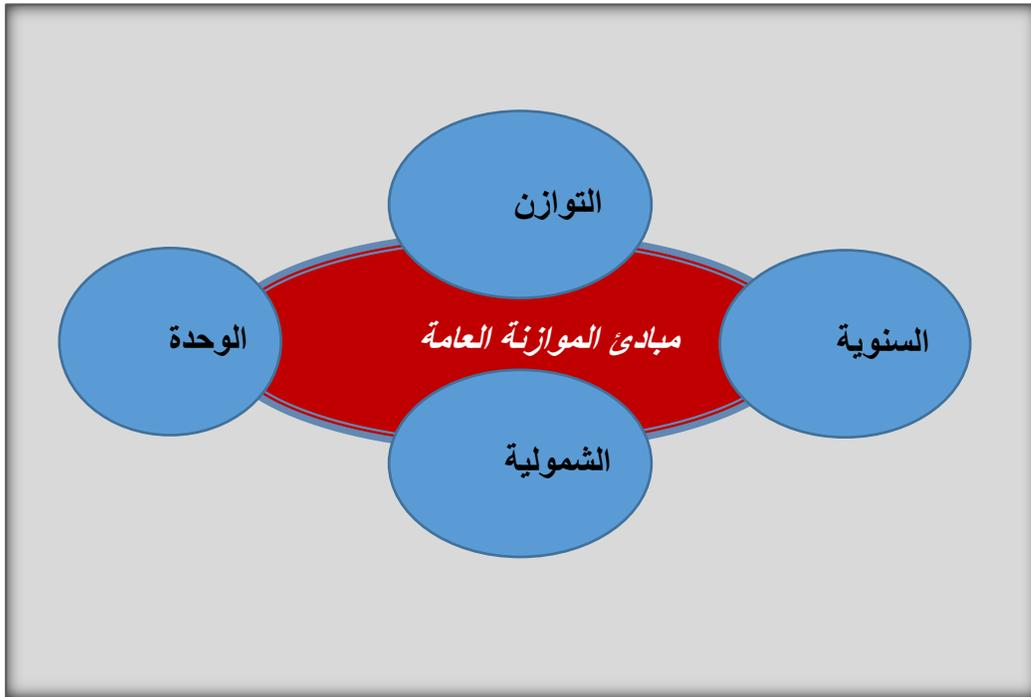 التوازن
السنوية
مبادئ الموازنة العامة
الوحدة
الشمولية